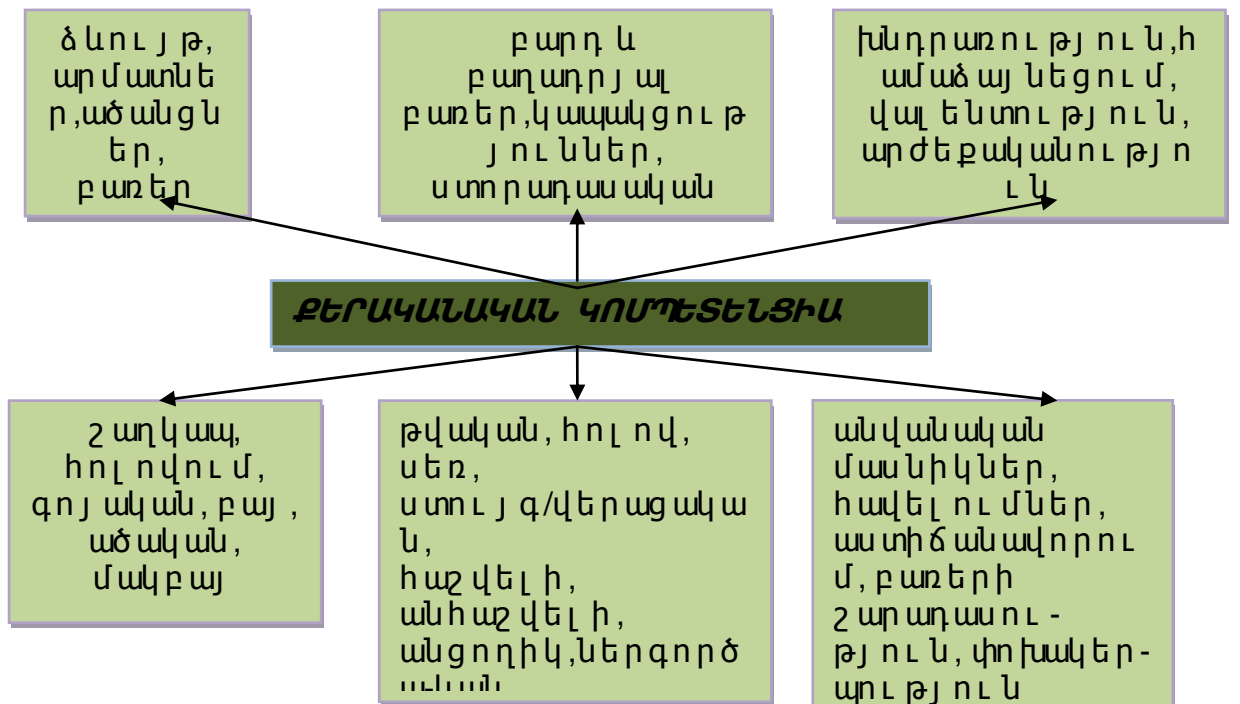 ձևույթ,
արմատնե
ր,ածանցն
եր,
բառեր
բարդ և
բաղադրյալ
բառեր,կապակցութ
յուններ,
ստորադասական
խնդրառություն,հ
ամաձայնեցում,
վալենտություն,
արժեքականությո
ւն
ՔԵՐԱԿԱՆԱԿԱՆ ԿՈՄՊԵՏԵՆՑԻԱ
շաղկապ,
հոլովում,
գոյական, բայ,
ածական,
մակբայ
թվական, հոլով,
սեռ,
ստույգ/վերացակա
ն,
հաշվելի,
անհաշվելի,
անցողիկ,ներգործ
անվանական
մասնիկներ,
հավելումներ,
աստիճանավորու
մ, բառերի
շարադասու-
թյուն, փոխակեր-
պություն